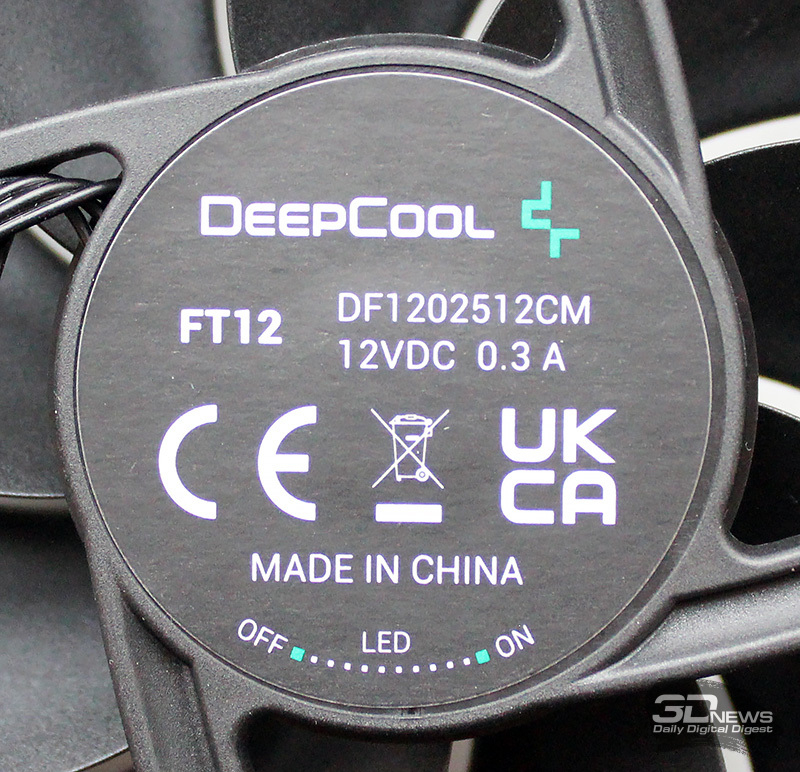 DEEPCOOL
FT12
DF1202512CM
12VDC 0.3 A
CE
UK
CA
MADE IN CHINA
OFF LED ON
3DNEWS
Daily Digital Digest